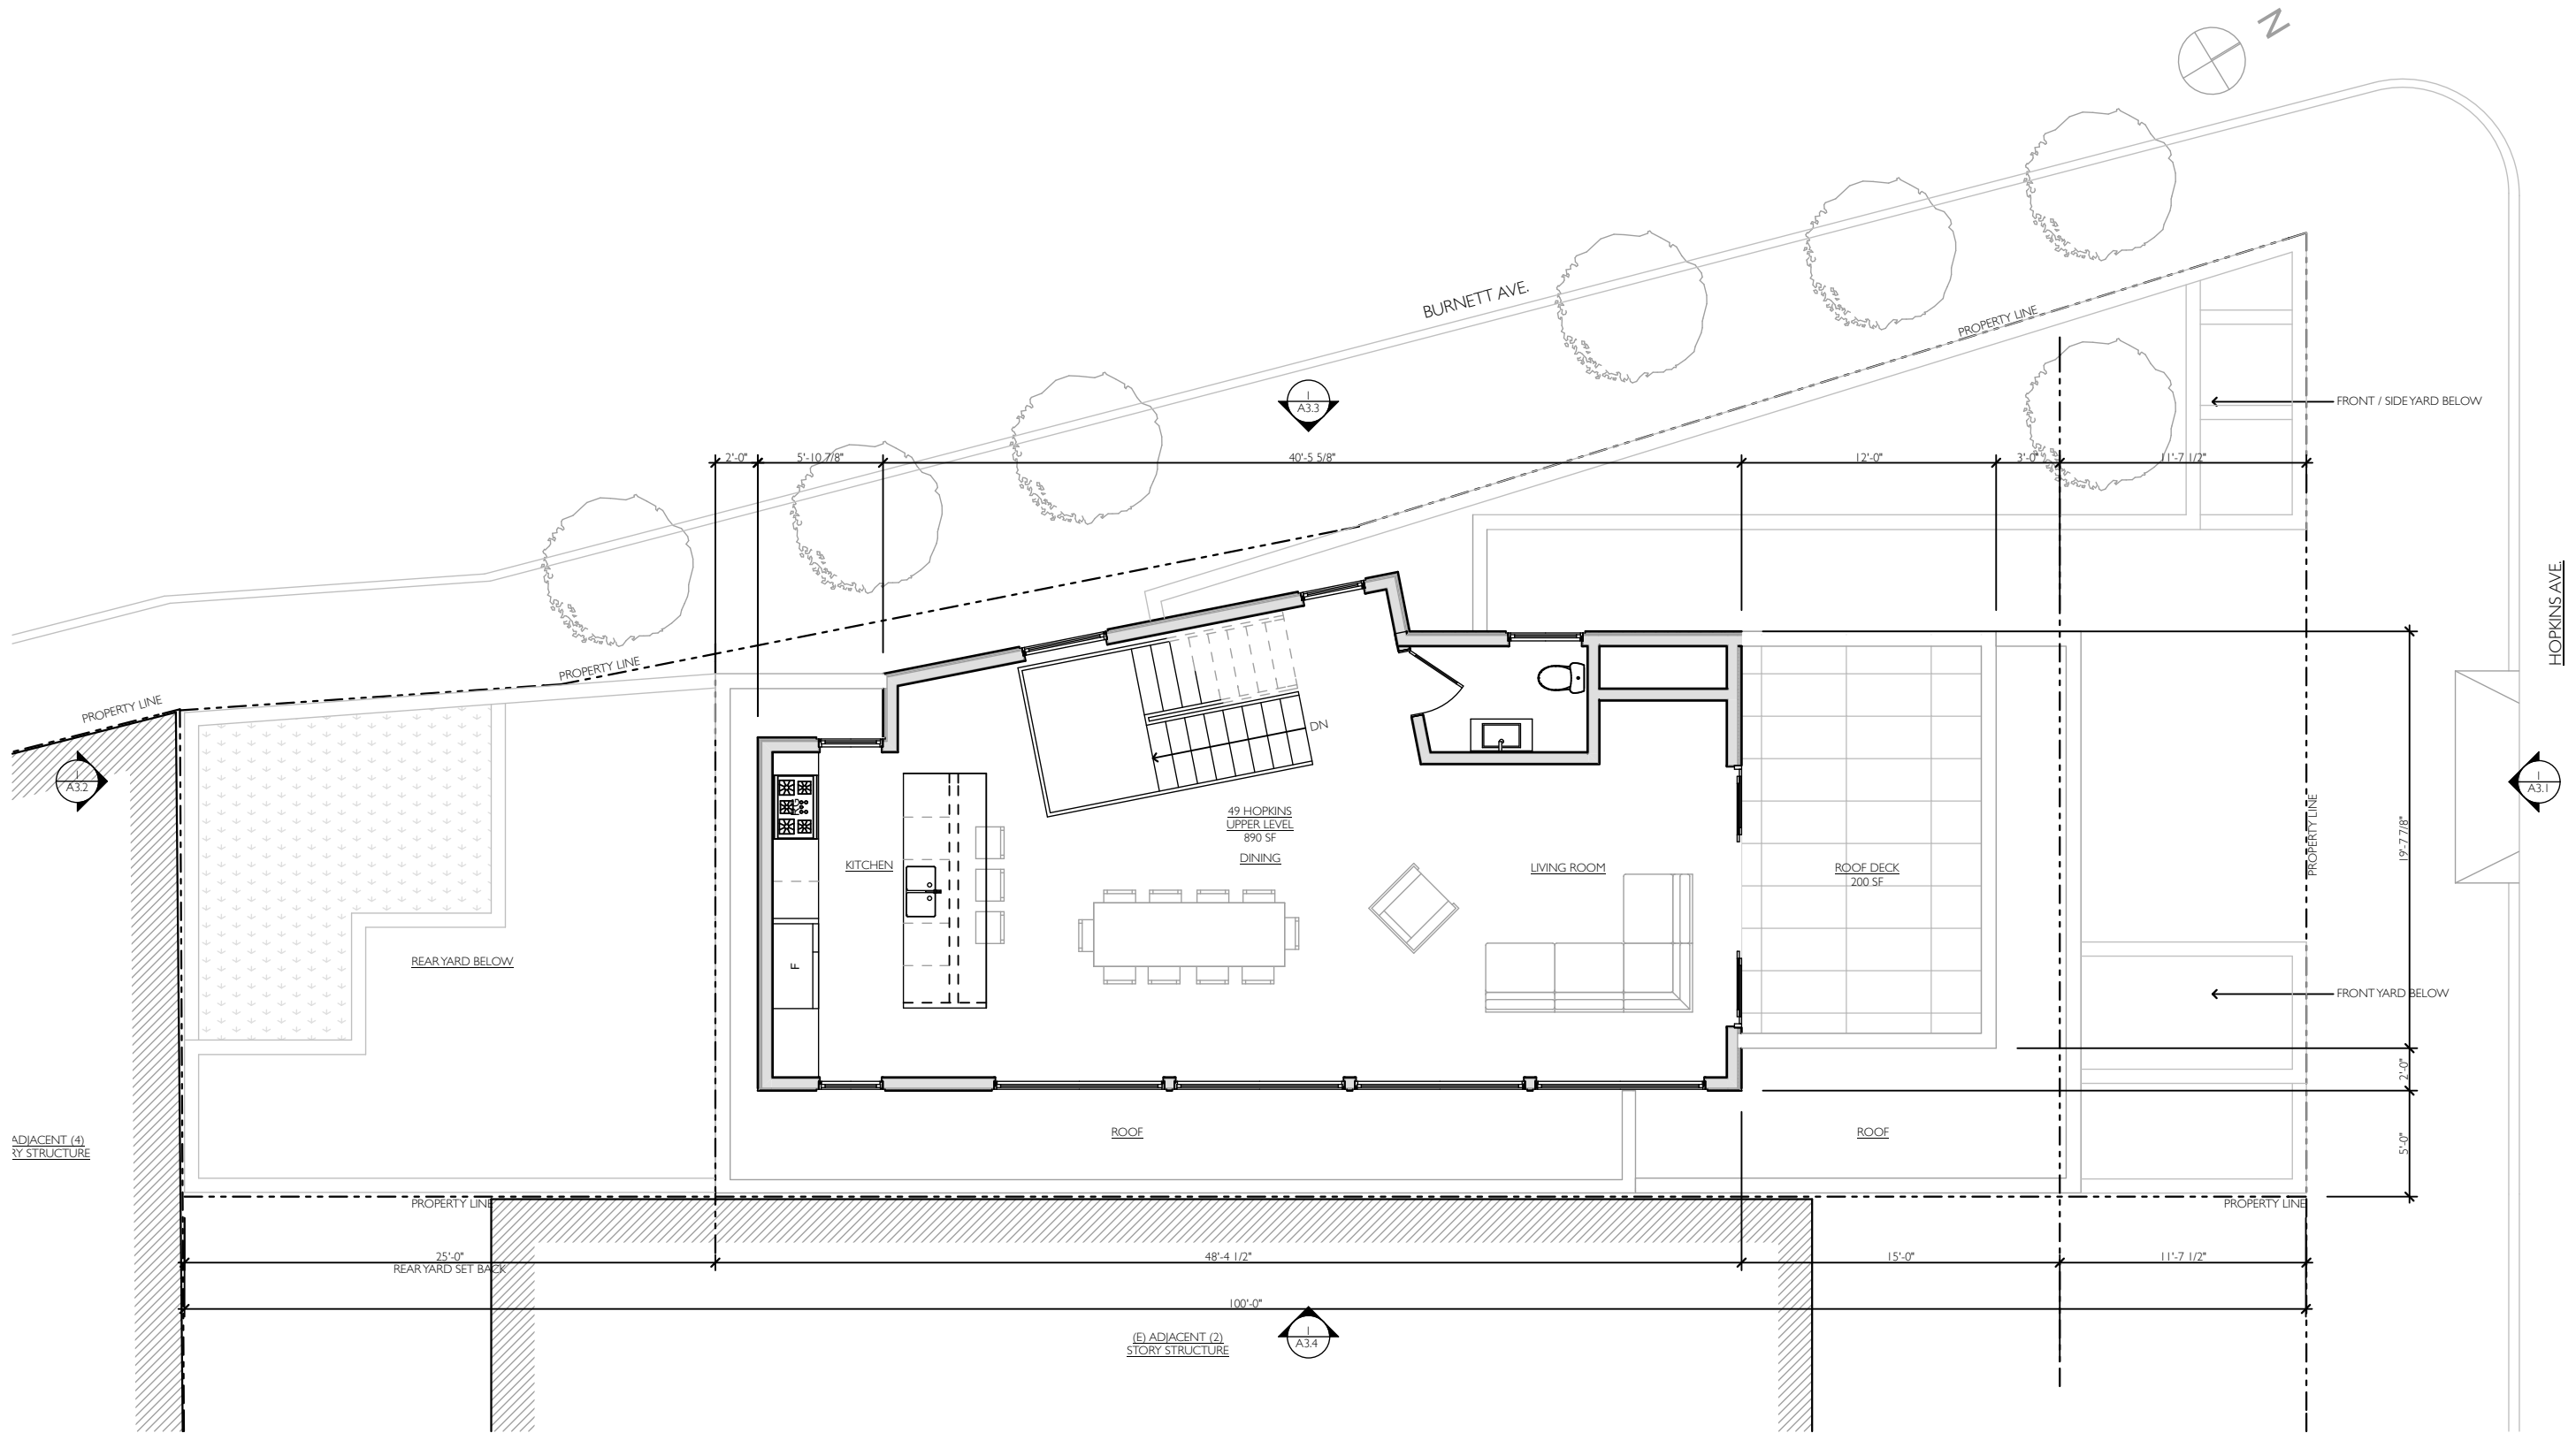 N
BURNETT AVE.
PROPERTY LINE
1
A3.3
FRONT / SIDE YARD BELOW
2'-0"
5'-10 7/8"
40'-5 5/8"
12'-0"
3'-0"
11'-7 1/2"
HOPKINS AVE.
PROPERTY LINE
PROPERTY LINE
DN
1
A3.2
1
A3.1
49 HOPKINS
UPPER LEVEL
890 SF
DINING
KITCHEN
LIVING ROOM
ROOF DECK
200 SF
PROPERTY LINE
19'-7 7/8"
F
REAR YARD BELOW
FRONT YARD BELOW
2'-0"
ROOF
ROOF
5'-0"
ADJACENT (4)
RY STRUCTURE
PROPERTY LINE
PROPERTY LINE
25'-0"
REAR YARD SET BACK
48'-4 1/2"
15'-0"
11'-7 1/2"
100'-0"
(E) ADJACENT (2)
STORY STRUCTURE
1
A3.4